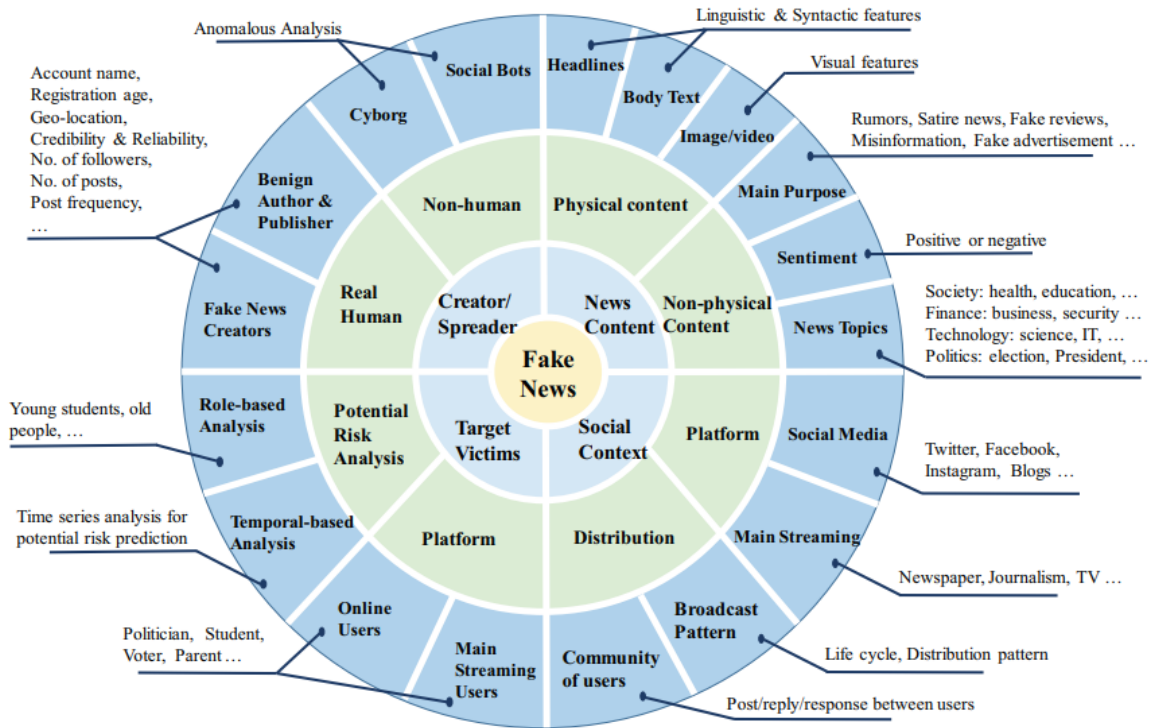 Anomalous Analysis
Linguistic & Syntactic features
Visual features
Account name,
Registration age,
Geo-location,
Credibility & Reliability,
No. of followers,
No. of posts,
Post frequency,
…
Rumors, Satire news, Fake reviews,
Misinformation, Fake advertisement …
Positive or negative
Society: health, education, …
Finance: business, security …
Technology: science, IT, …
Politics: election, President, …
Young students, old
people, …
Twitter, Facebook,
Instagram, Blogs …
Time series analysis for
potential risk prediction
Newspaper, Journalism, TV …
Politician, Student,
Voter, Parent …
Life cycle, Distribution pattern
Post/reply/response between users
Social Bots
Headlines
Body Text
Cyborg
Image/video
Benign
Author &
Publisher
Main Purpose
Sentiment
Fake News
Creators
News Topics
Role-based
Analysis
Social Media
Temporal-based
Analysis
Main Streaming
Online
Users
Broadcast
Pattern
Main
Streaming
Users
Community
of users
Non-human
Physical content
Real
Human
Non-physical
Content
Potential
Risk
Analysis
Platform
Platform
Distribution
Creator/
Spreader
News
Content
Target
Victims
Social
Context
Fake
News